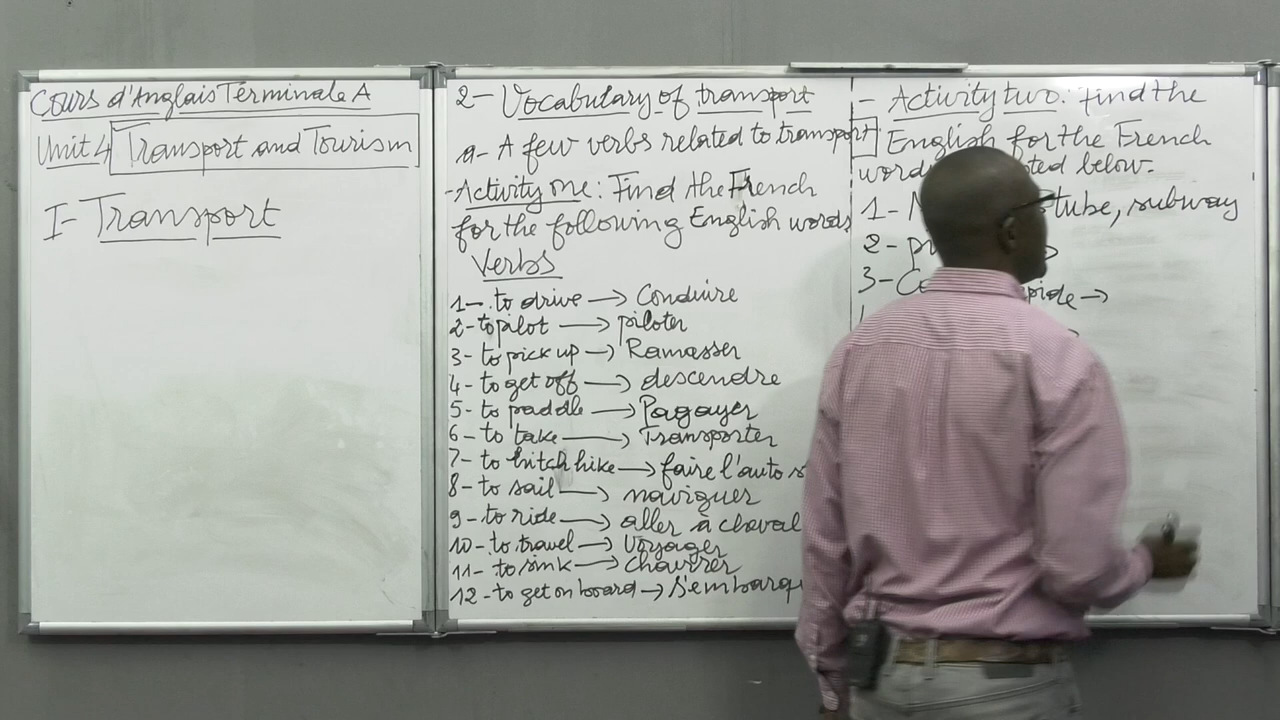 Cours d'Anglais Terminale A
Unit 4 Transport and Tourism
I- Transport
2- Vocabulary of transport
a- A few verbs related to transport
-Activity one: Find the French
for the following English words
Verbs
1- to drive → Conduire
2- to pilot → piloter
3- to pick up → Ramasser
4- to get off → descendre
5- to paddle → Pagayer
6- to take → Transporter
7- to hitch hike → faire l'auto s
8- to sail → naviguer
9- to ride → aller à cheval
10- to travel → Voyager
11- to sink →
12- to get on board → S'embarqu
- Activity two: find the
English for the French
below.
1- tube, subway
2- p
3- →